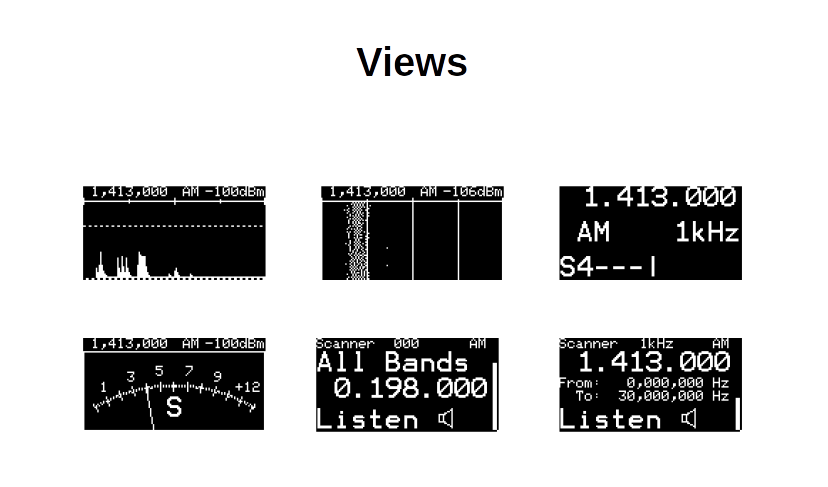 Views
1,413,000 AM -100dBm
1,413,000 AM -106dBm
1.413.000
AM 1kHz
S4---|
1,413,000 AM -100dBm
1 3 5 7 9 +12
S
Scanner 000 AM
All Bands
0.198.000
Listen
Scanner 1kHz AM
1.413.000
From: 0,000,000 Hz
To: 30,000,000 Hz
Listen